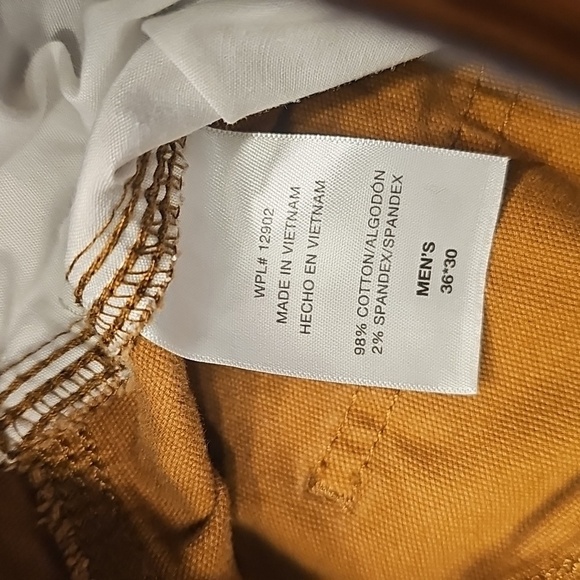 WPL# 12902
MADE IN VIETNAM
HECHO EN VIETNAM
98% COTTON/ALGODÓN
2% SPANDEX/SPANDEX
MEN'S
36*30